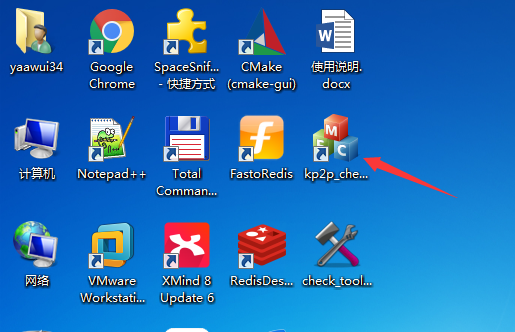 yaawui34
Google
Chrome
SpaceSnif...
- 快捷方式
CMake
(cmake-gui)
使用说明.
docx
计算机
Notepad++
Total
Comman...
FastoRedis
M
F
C
kp2p_che...
网络
VMware
Workstati...
XMind 8
Update 6
RedisDes...
check_tool...